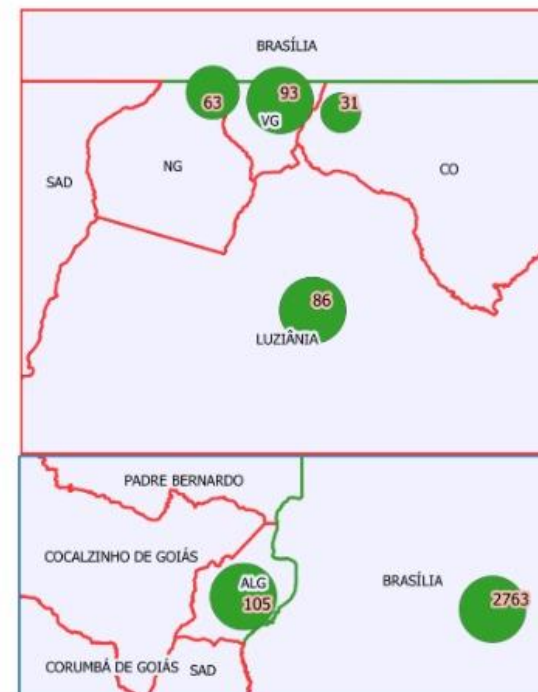 BRASÍLIA
63
93
31
VG
NG
SAD
CO
86
LUZIÂNIA
PADRE BERNARDO
COCALZINHO DE GOIÁS
ALG
BRASÍLIA
105
2763
CORUMBÁ DE GOIÁS
SAD